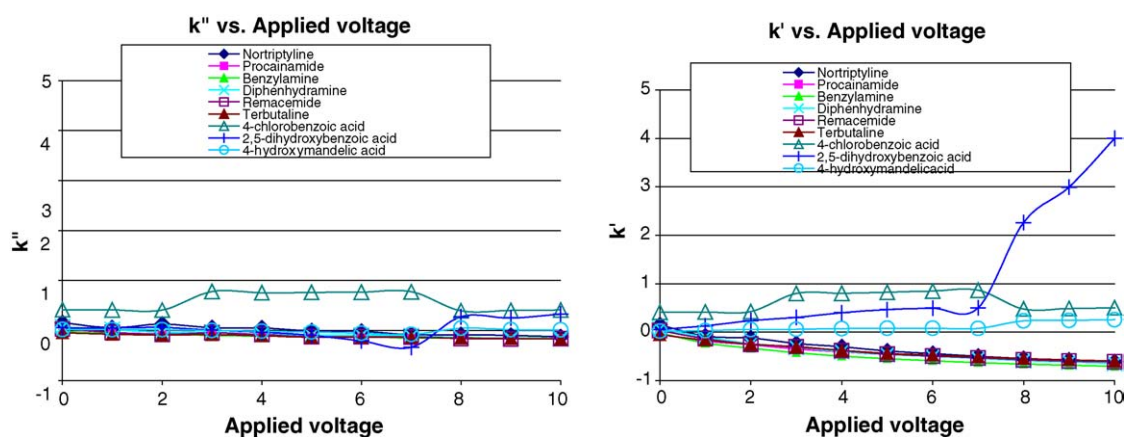 k" vs. Applied voltage
Nortriptyline
Procainamide
Benzylamine
Diphenhydramine
Remacemide
Terbutaline
4-chlorobenzoic acid
2,5-dihydroxybenzoic acid
4-hydroxymandelic acid
5
4
3
2
1
0
-1
k"
0 2 4 6 8 10
Applied voltage
k' vs. Applied voltage
Nortriptyline
Procainamide
Benzylamine
Diphenhydramine
Remacemide
Terbutaline
4-chlorobenzoic acid
2,5-dihydroxybenzoic acid
4-hydroxymandelicacid
5
4
3
2
1
0
-1
k'
0 2 4 6 8 10
Applied voltage